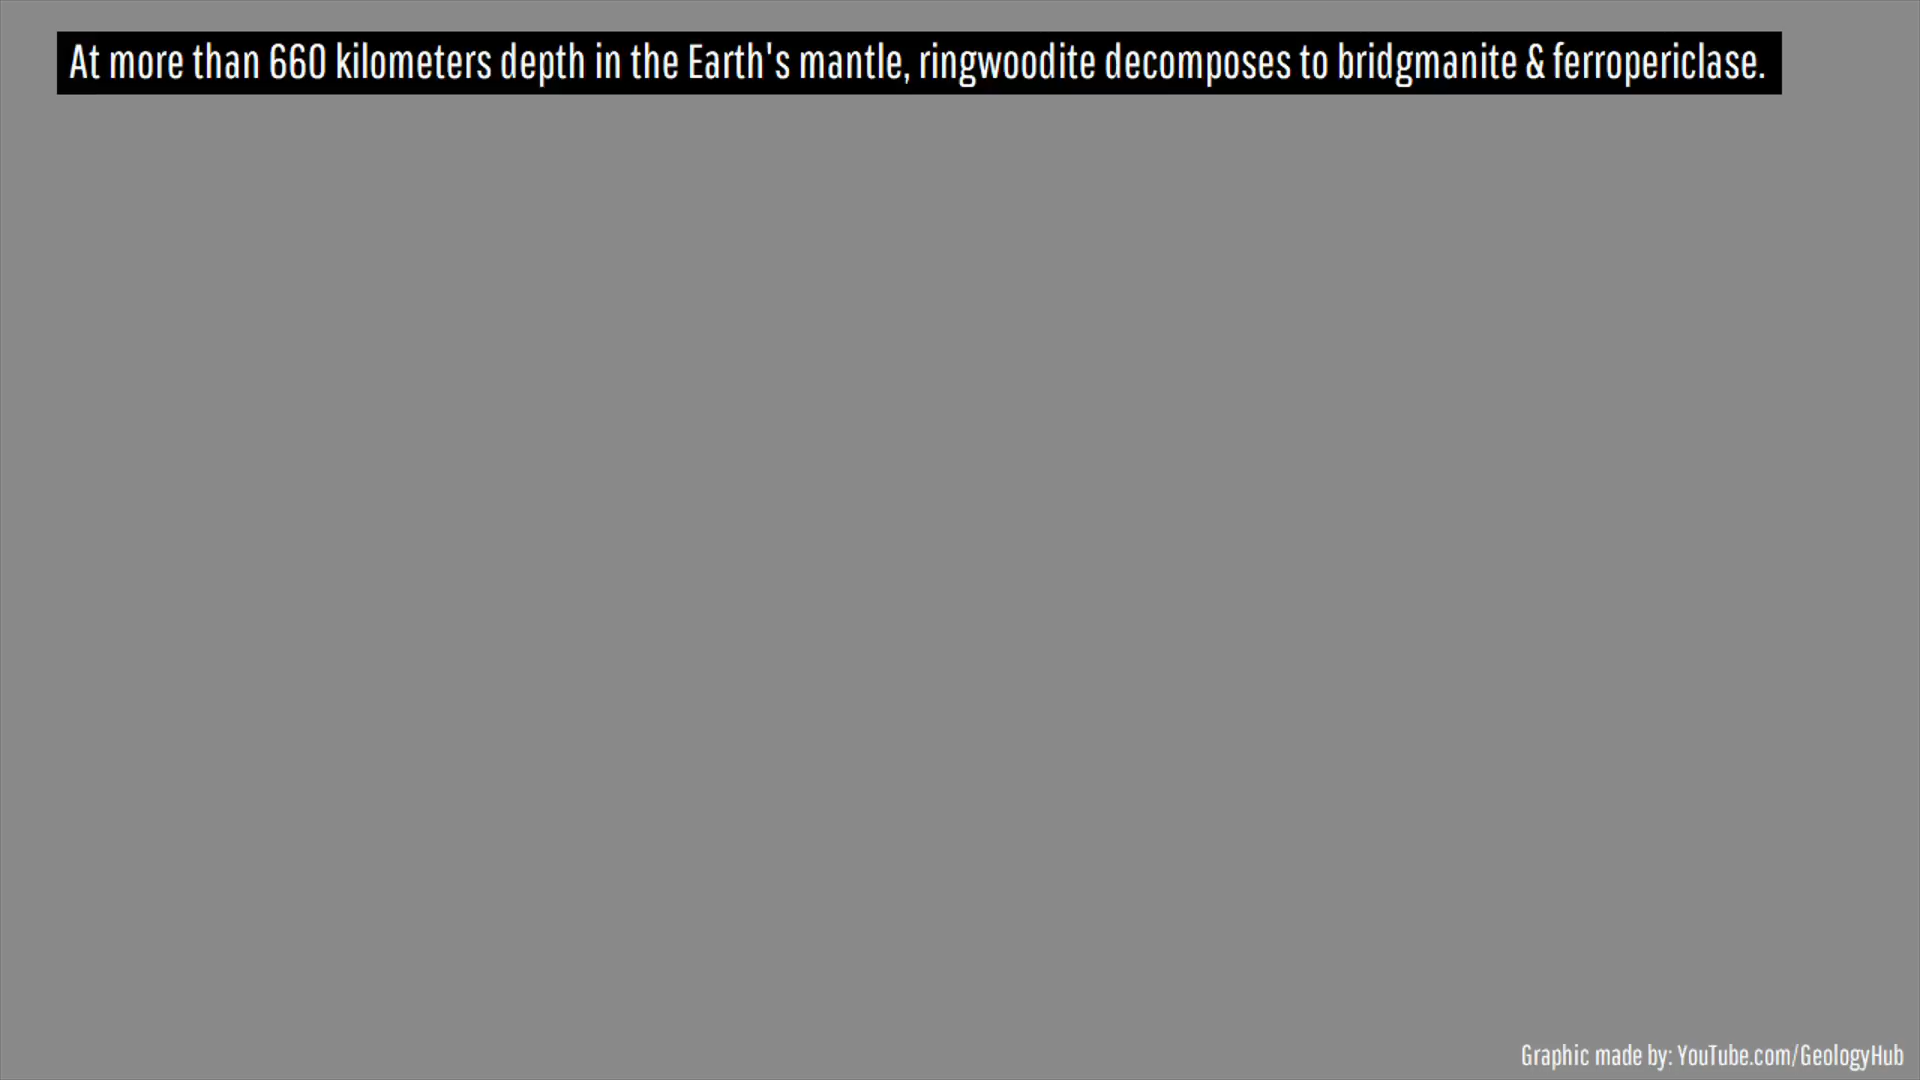 At more than 660 kilometers depth in the Earth's mantle, ringwoodite decomposes to bridgmanite & ferropericlase.
Graphic made by: YouTube.com/GeologyHub